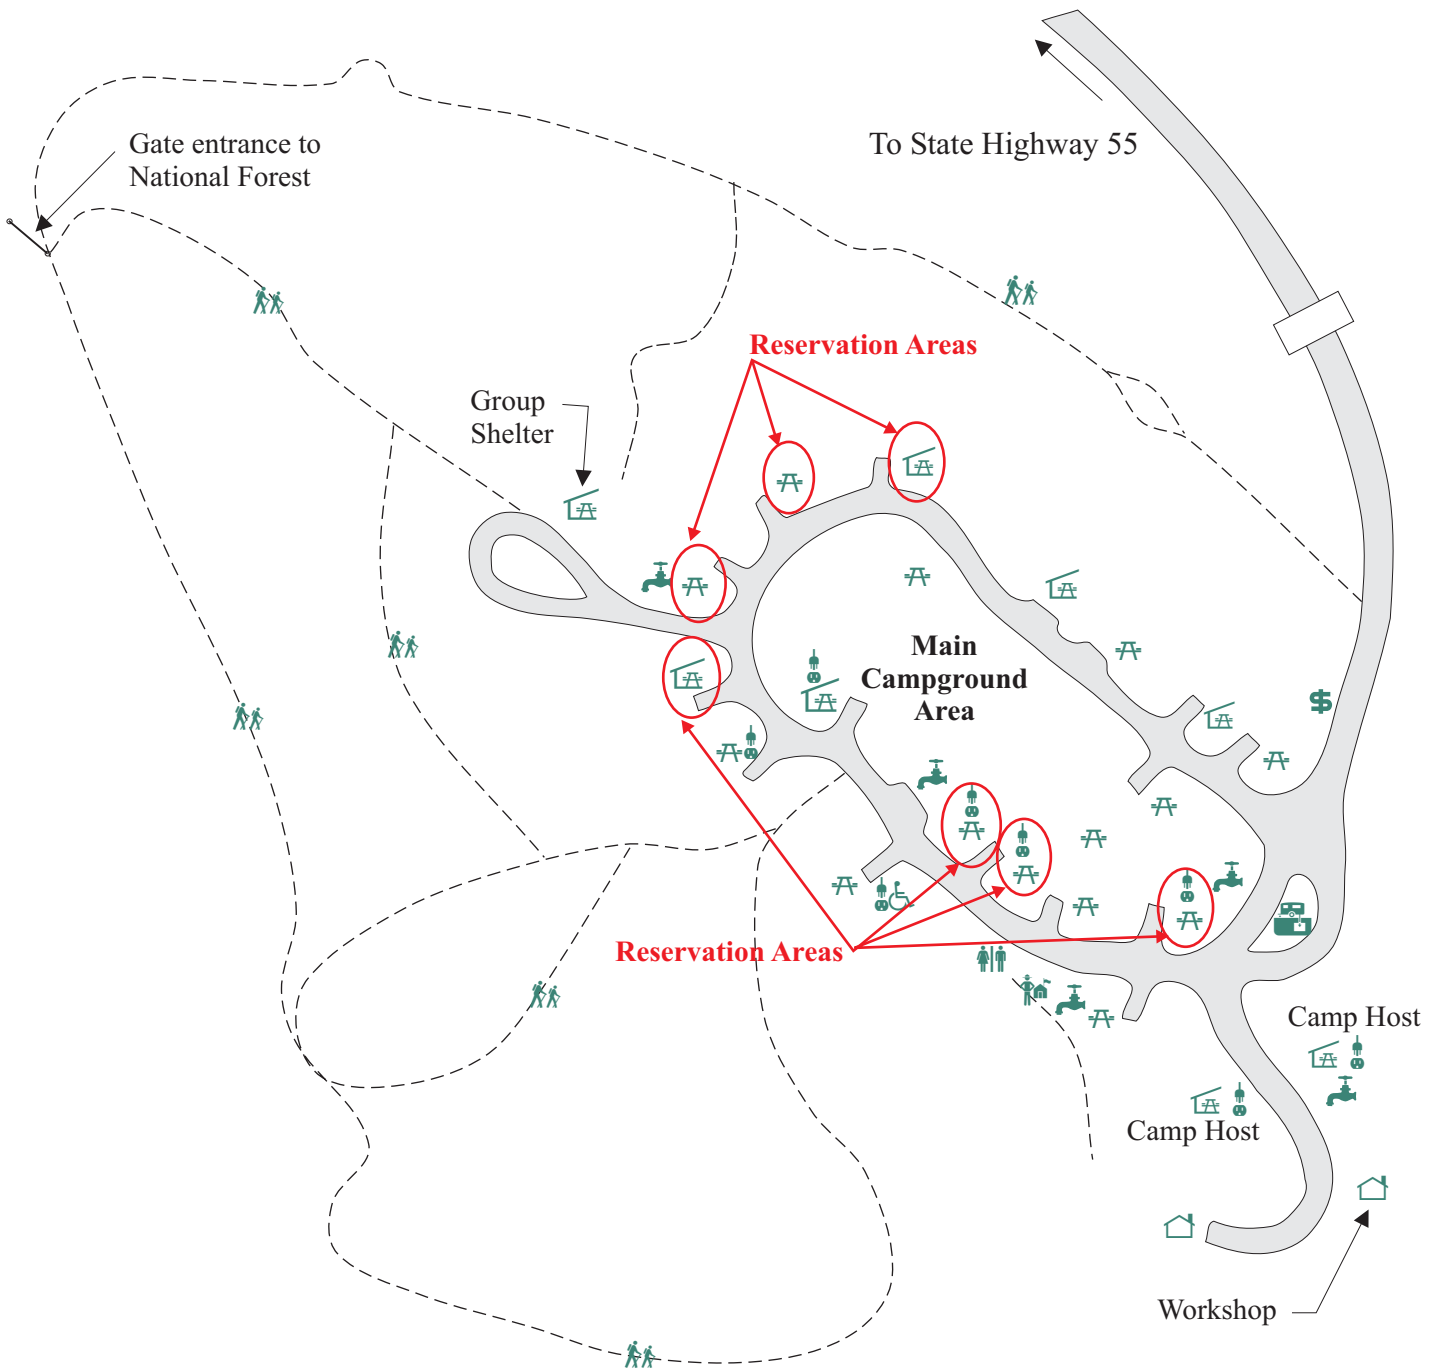 To State Highway 55
Gate entrance to
National Forest
Reservation Areas
Group
Shelter
Main
Campground
Area
$
Reservation Areas
Camp Host
Camp Host
Workshop